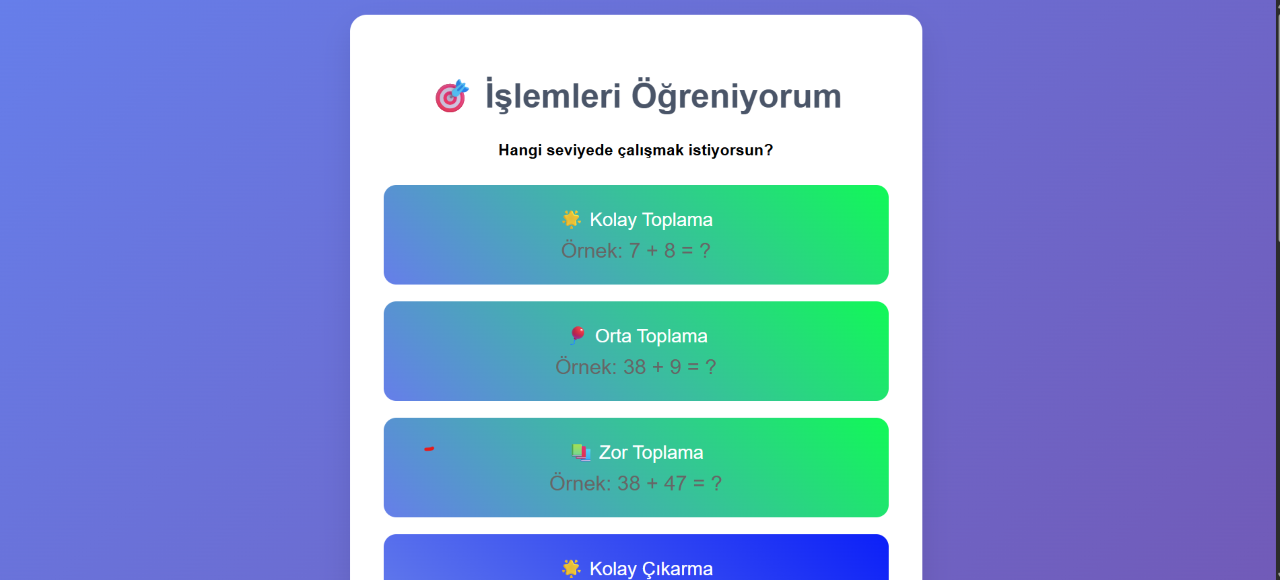 İşlemleri Öğreniyorum
Hangi seviyede çalışmak istiyorsun?
Kolay Toplama
Örnek: 7 + 8 = ?
Orta Toplama
Örnek: 38 + 9 = ?
Zor Toplama
Örnek: 38 + 47 = ?
Kolay Çıkarma